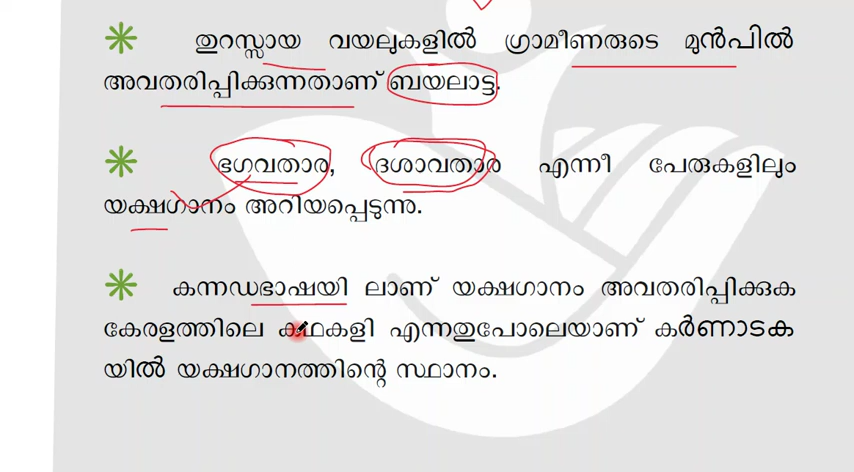 തുറസ്സായ വയലുകളിൽ ഗ്രാമീണരുടെ മുൻപിൽ
അവതരിപ്പിക്കുന്നതാണ് ബയലാട്ട.
ഭഗവതാര, ദശാവതാര എന്നീ പേരുകളിലും
യക്ഷഗാനം അറിയപ്പെടുന്നു.
കന്നഡഭാഷയി ലാണ് യക്ഷഗാനം അവതരിപ്പിക്കുക
കേരളത്തിലെ കഥകളി എന്നതുപോലെയാണ് കർണാടക
യിൽ യക്ഷഗാനത്തിന്റെ സ്ഥാനം.